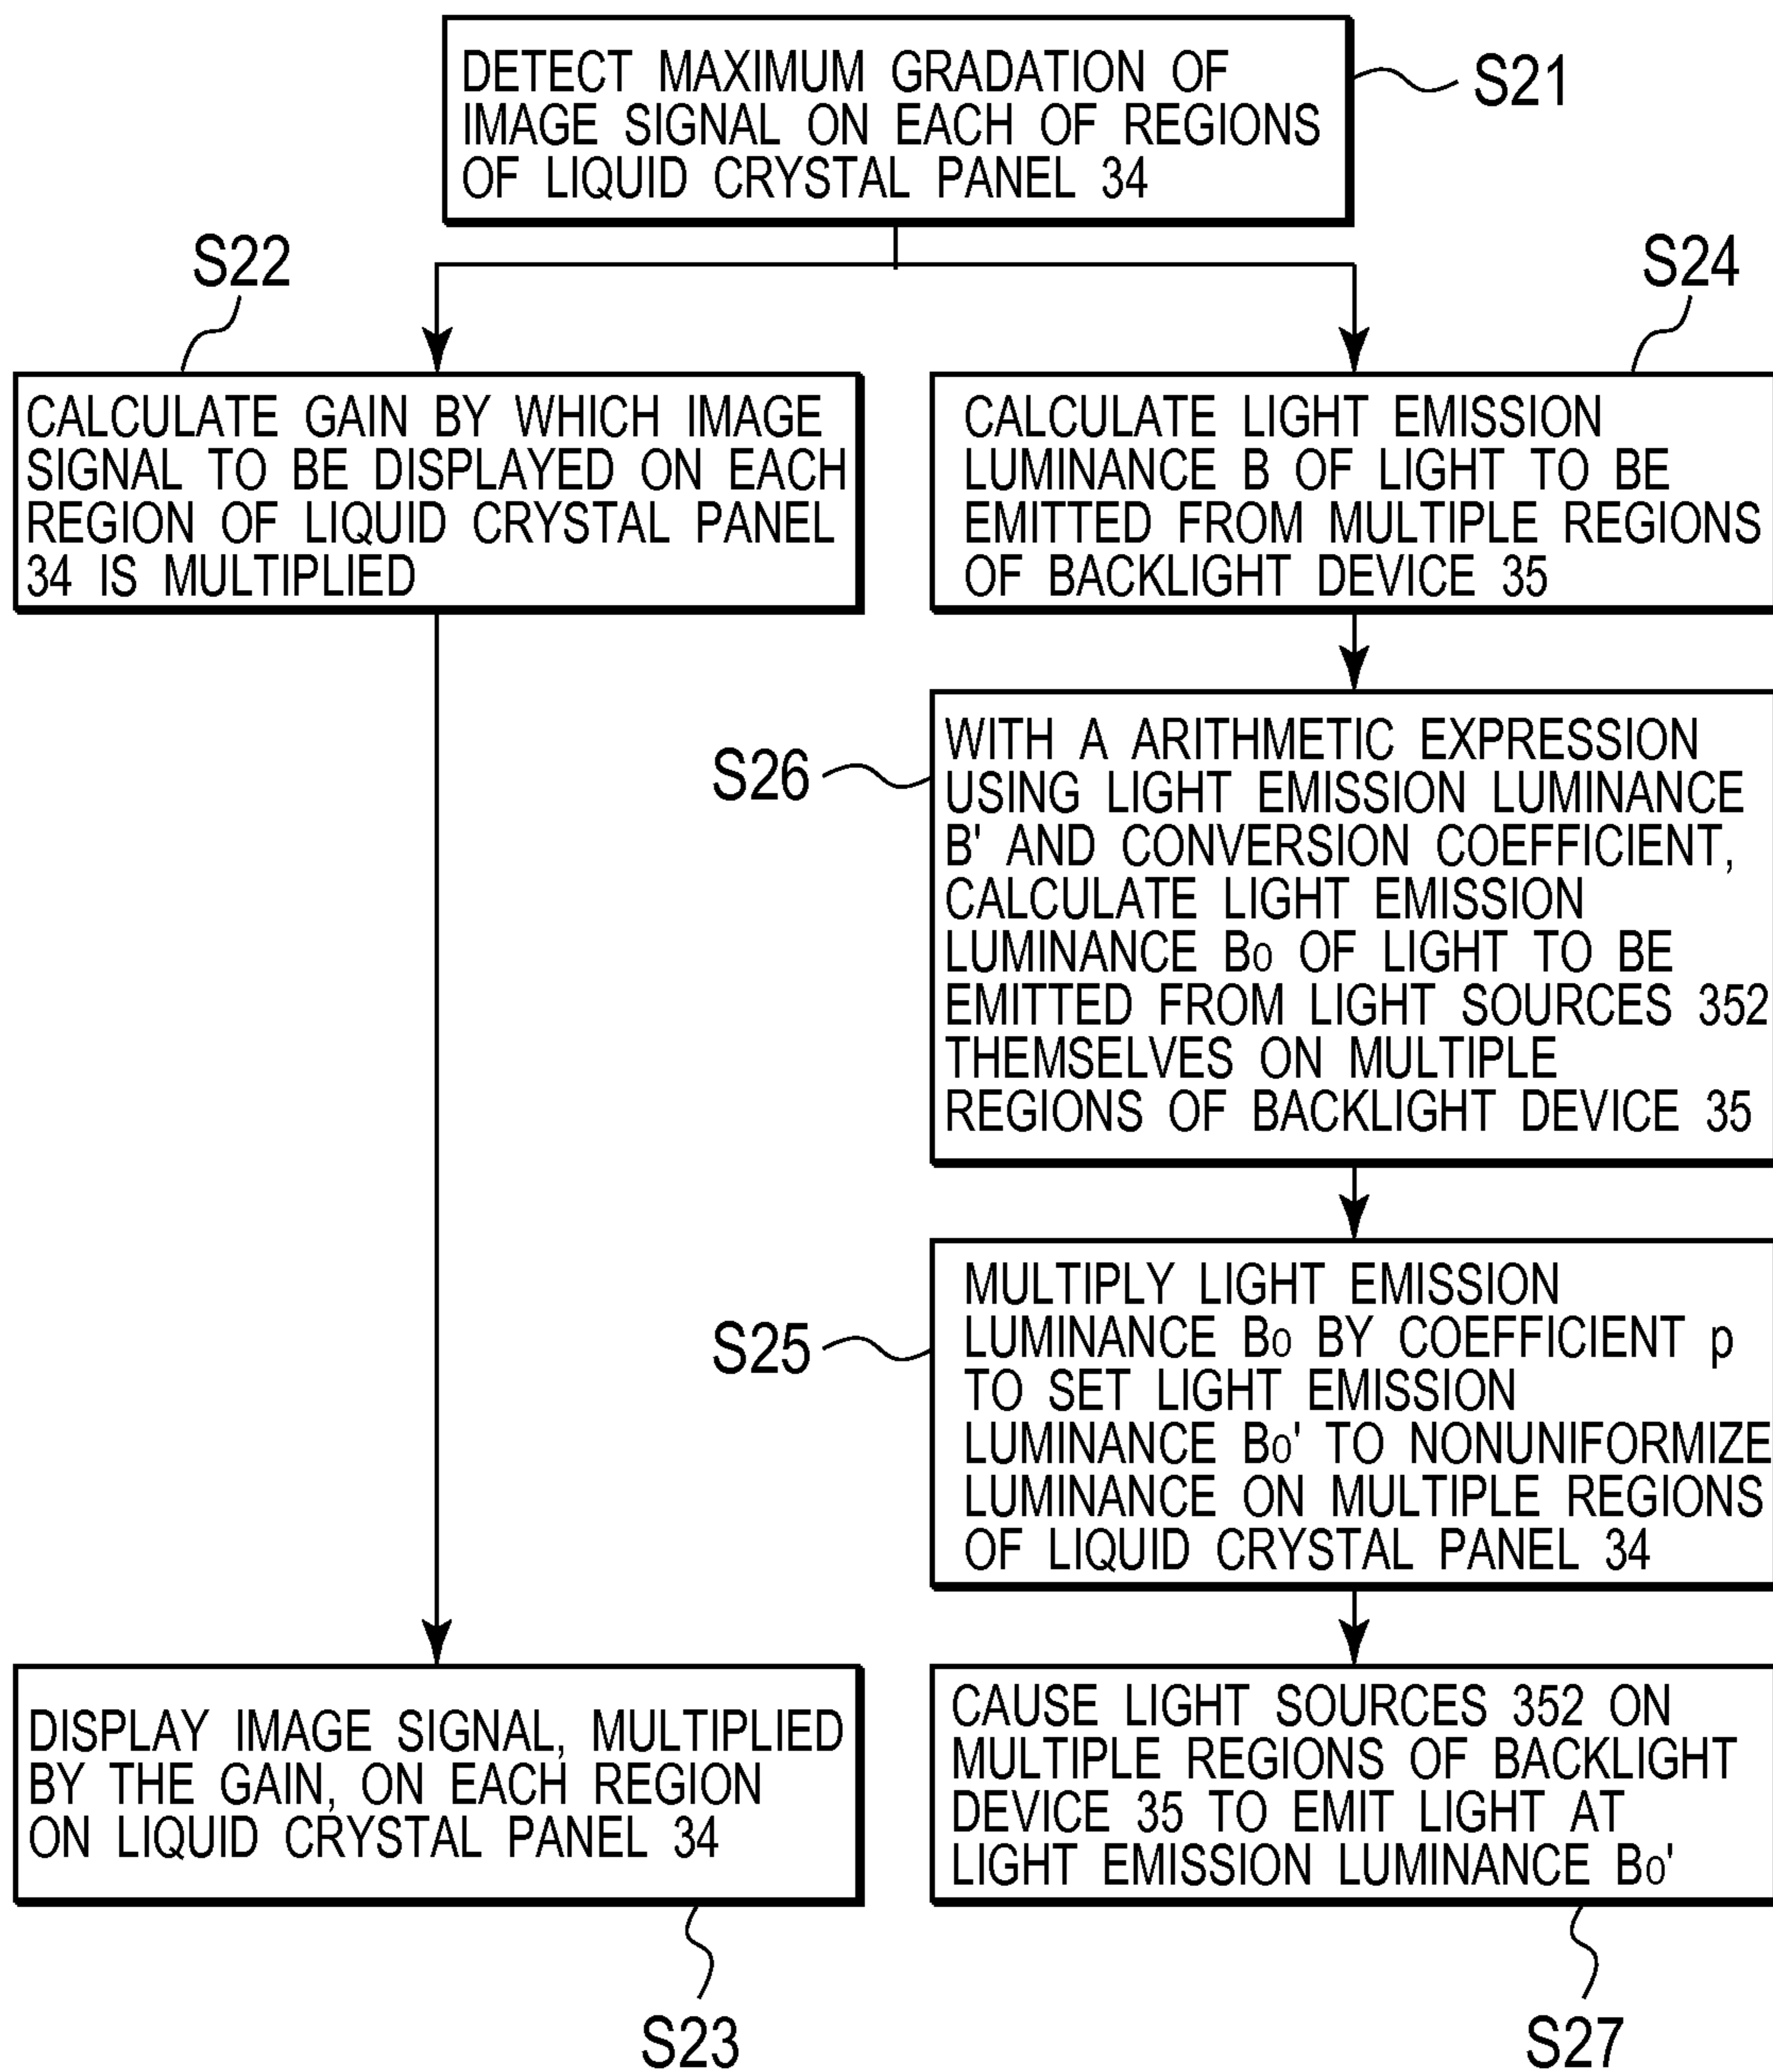 DETECT MAXIMUM GRADATION OF
IMAGE SIGNAL ON EACH OF REGIONS
OF LIQUID CRYSTAL PANEL 34
S21
S22
CALCULATE GAIN BY WHICH IMAGE
SIGNAL TO BE DISPLAYED ON EACH
REGION OF LIQUID CRYSTAL PANEL
34 IS MULTIPLIED
S24
CALCULATE LIGHT EMISSION
LUMINANCE B OF LIGHT TO BE
EMITTED FROM MULTIPLE REGIONS
OF BACKLIGHT DEVICE 35
S26
WITH A ARITHMETIC EXPRESSION
USING LIGHT EMISSION LUMINANCE
B' AND CONVERSION COEFFICIENT,
CALCULATE LIGHT EMISSION
LUMINANCE B₀ OF LIGHT TO BE
EMITTED FROM LIGHT SOURCES 352
THEMSELVES ON MULTIPLE
REGIONS OF BACKLIGHT DEVICE 35
S25
MULTIPLY LIGHT EMISSION
LUMINANCE B₀ BY COEFFICIENT p
TO SET LIGHT EMISSION
LUMINANCE B₀' TO NONUNIFORMIZE
LUMINANCE ON MULTIPLE REGIONS
OF LIQUID CRYSTAL PANEL 34
DISPLAY IMAGE SIGNAL, MULTIPLIED
BY THE GAIN, ON EACH REGION
ON LIQUID CRYSTAL PANEL 34
S23
CAUSE LIGHT SOURCES 352 ON
MULTIPLE REGIONS OF BACKLIGHT
DEVICE 35 TO EMIT LIGHT AT
LIGHT EMISSION LUMINANCE B₀'
S27